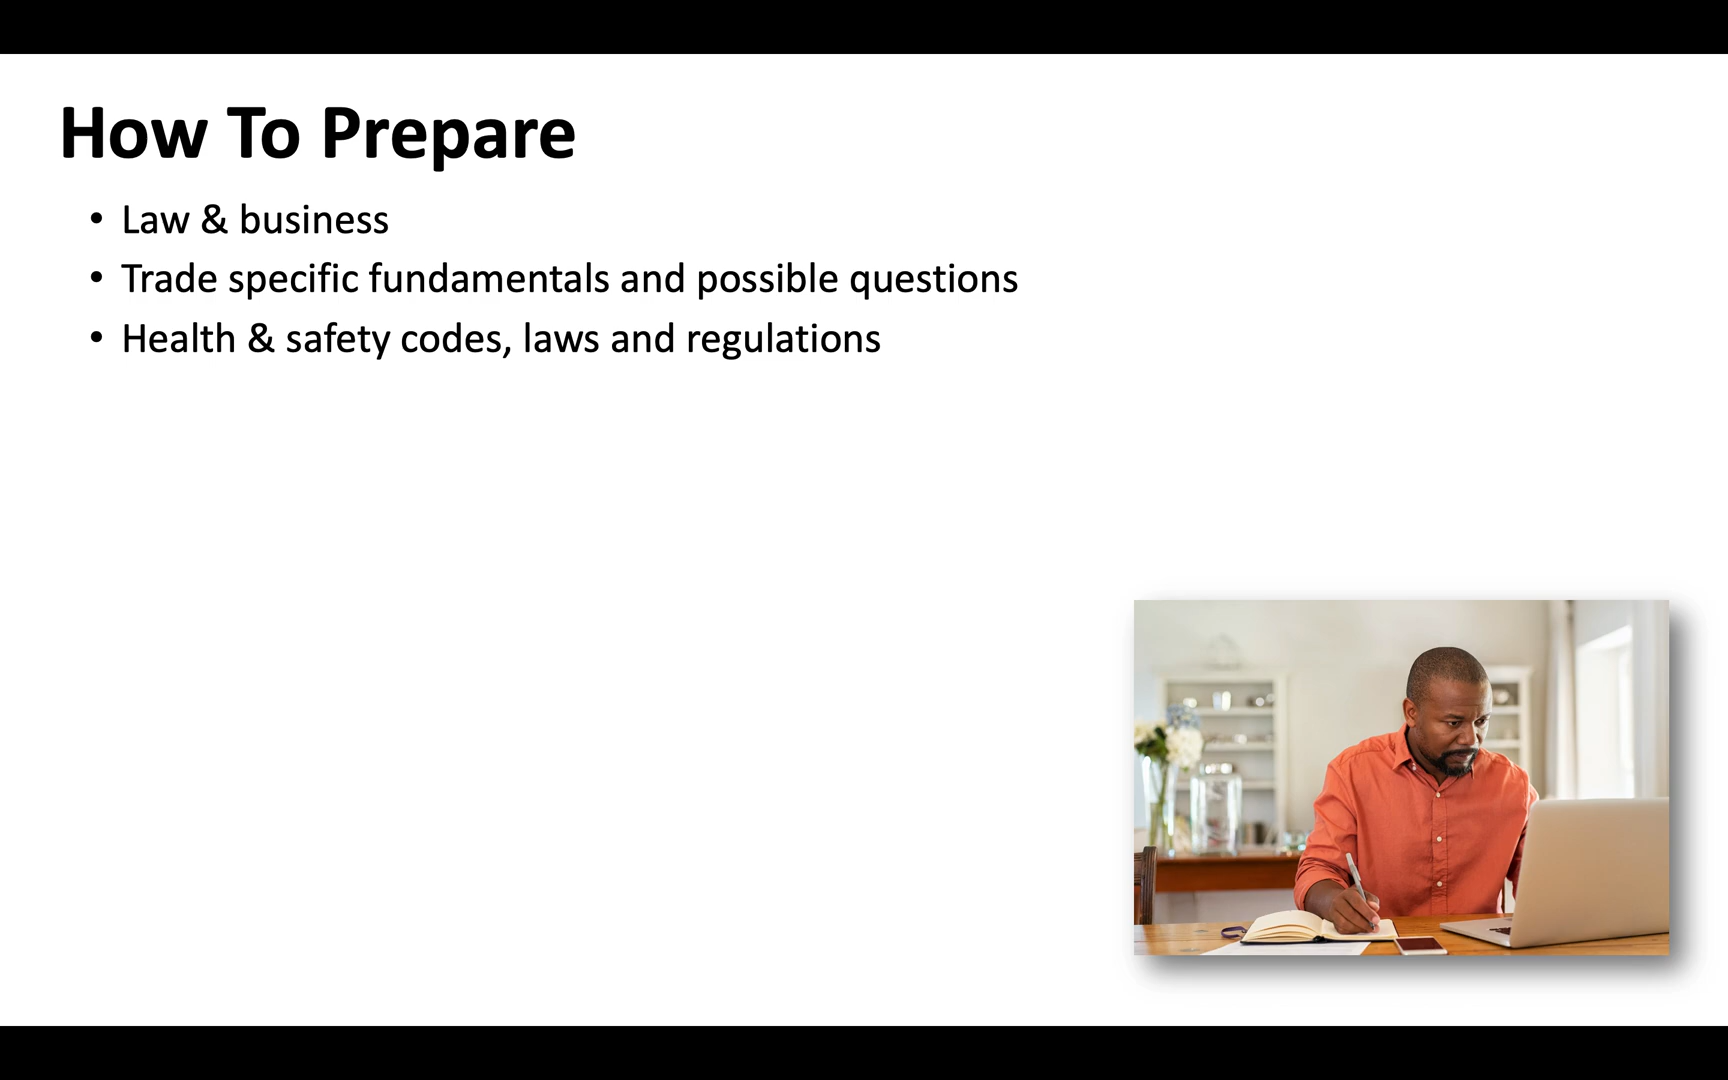 How To Prepare
• Law & business
• Trade specific fundamentals and possible questions
• Health & safety codes, laws and regulations